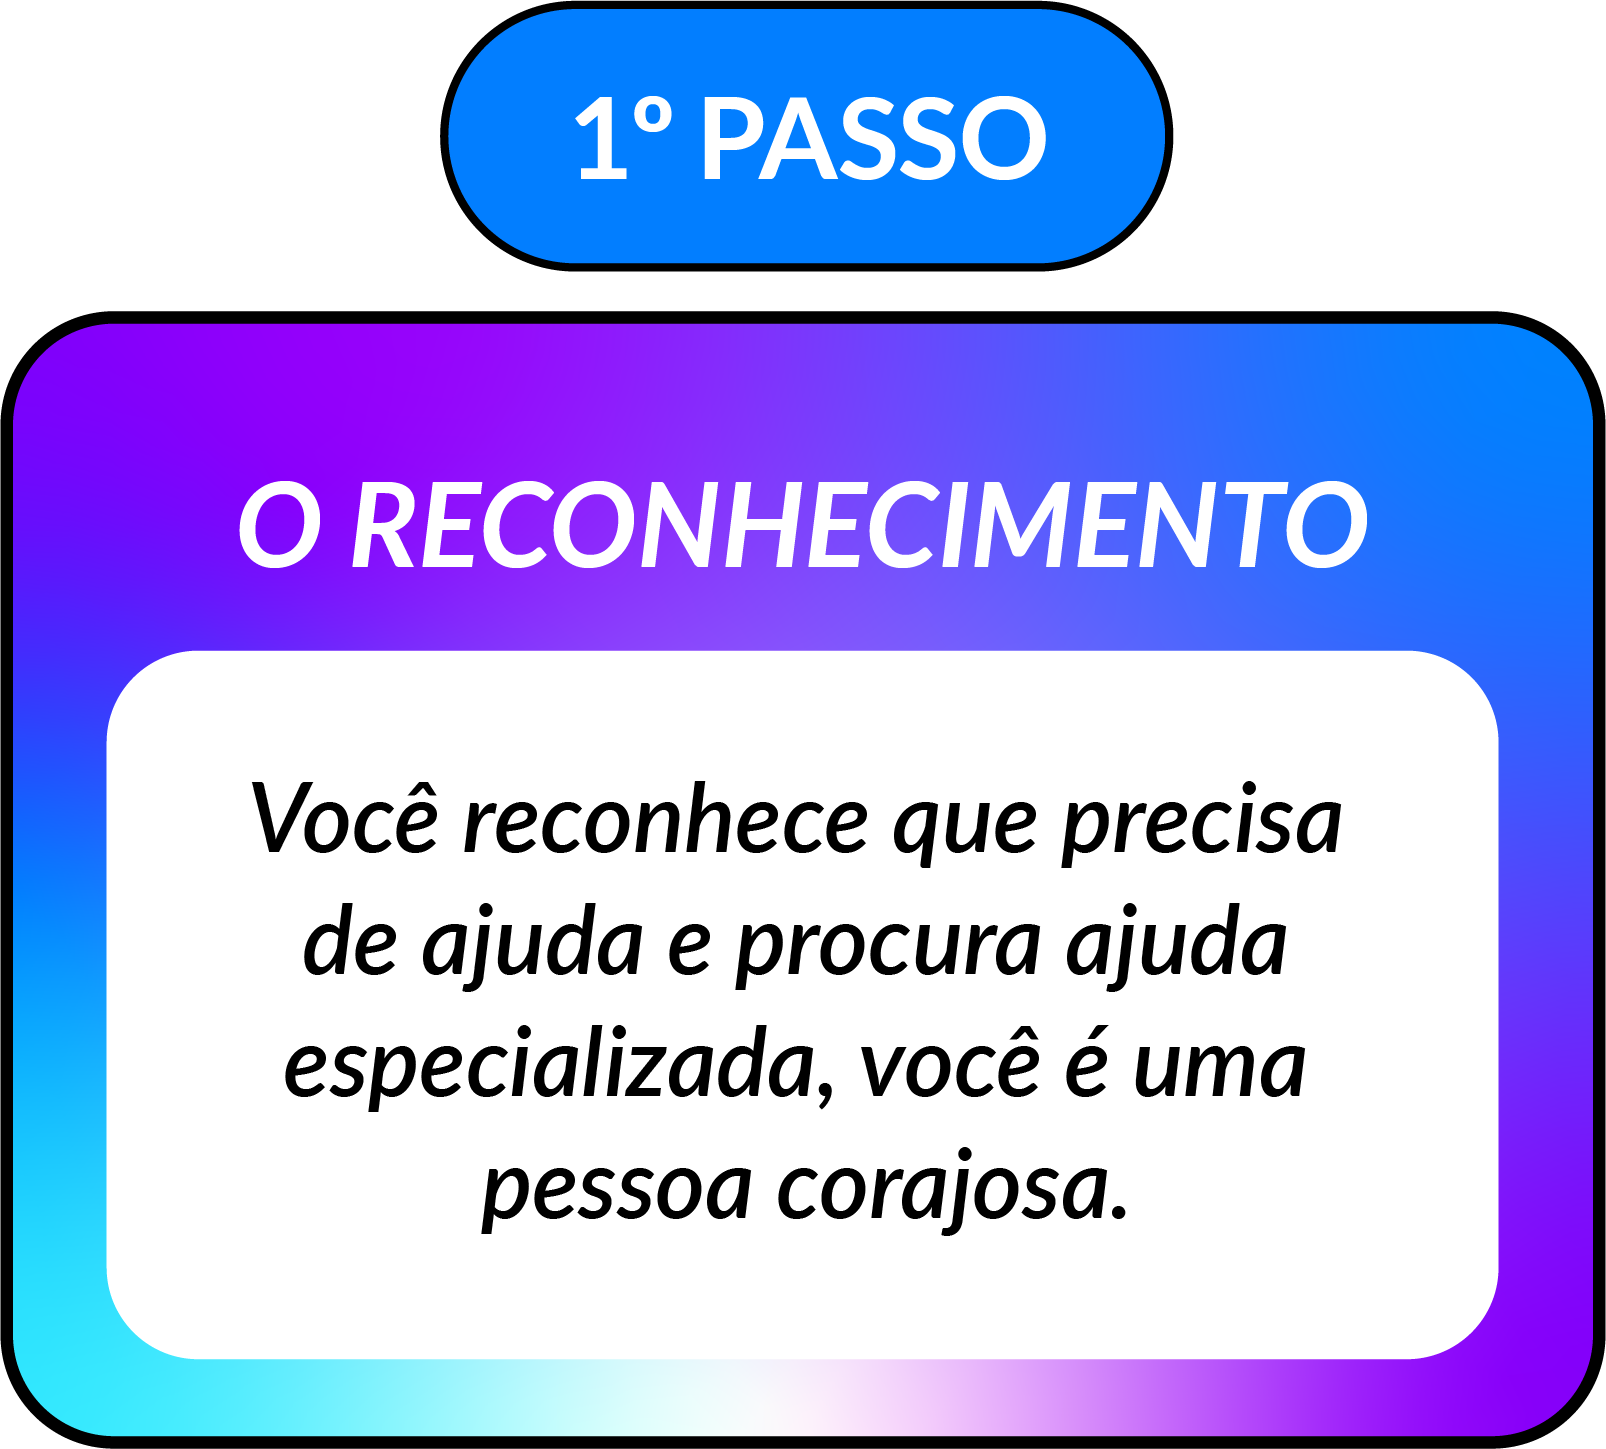 1º PASSO
O RECONHECIMENTO
Você reconhece que precisa
de ajuda e procura ajuda
especializada, você é uma
pessoa corajosa.